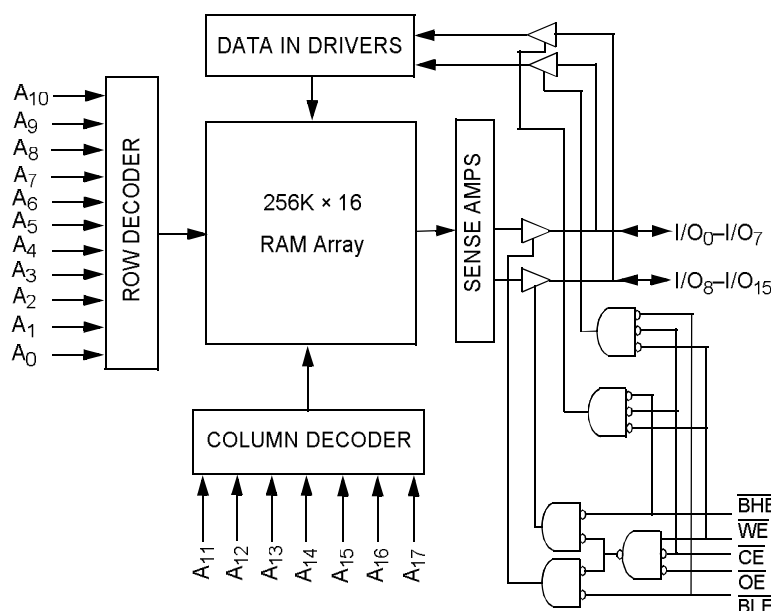 DATA IN DRIVERS
A10
A9
A8
A7
A6
A5
A4
A3
A2
A1
A0
ROW DECODER
256K × 16
RAM Array
SENSE AMPS
I/O0–I/O7
I/O8–I/O15
COLUMN DECODER
A11
A12
A13
A14
A15
A16
A17
BHE
WE
CE
OE
BLE